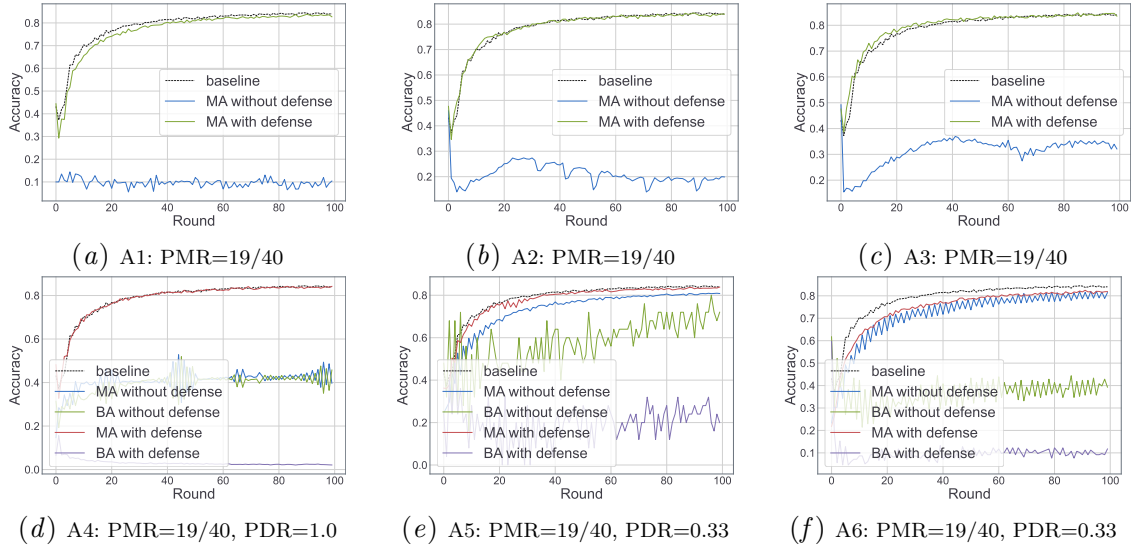 Accuracy
0.8
0.7
0.6
0.5
0.4
0.3
0.2
0.1
baseline
MA without defense
MA with defense
0 20 40 60 80 100
Round
(a) A1: PMR=19/40
Accuracy
0.8
0.7
0.6
0.5
0.4
0.3
0.2
baseline
MA without defense
MA with defense
0 20 40 60 80 100
Round
(b) A2: PMR=19/40
Accuracy
0.8
0.7
0.6
0.5
0.4
0.3
0.2
baseline
MA without defense
MA with defense
0 20 40 60 80 100
Round
(c) A3: PMR=19/40
Accuracy
0.8
0.6
0.4
0.2
0.0
baseline
MA without defense
BA without defense
MA with defense
BA with defense
0 20 40 60 80 100
Round
(d) A4: PMR=19/40, PDR=1.0
Accuracy
0.8
0.6
0.4
0.2
0.0
baseline
MA without defense
BA without defense
MA with defense
BA with defense
0 20 40 60 80 100
Round
(e) A5: PMR=19/40, PDR=0.33
Accuracy
0.8
0.7
0.6
0.5
0.4
0.3
0.2
0.1
baseline
MA without defense
BA without defense
MA with defense
BA with defense
0 20 40 60 80 100
Round
(f) A6: PMR=19/40, PDR=0.33